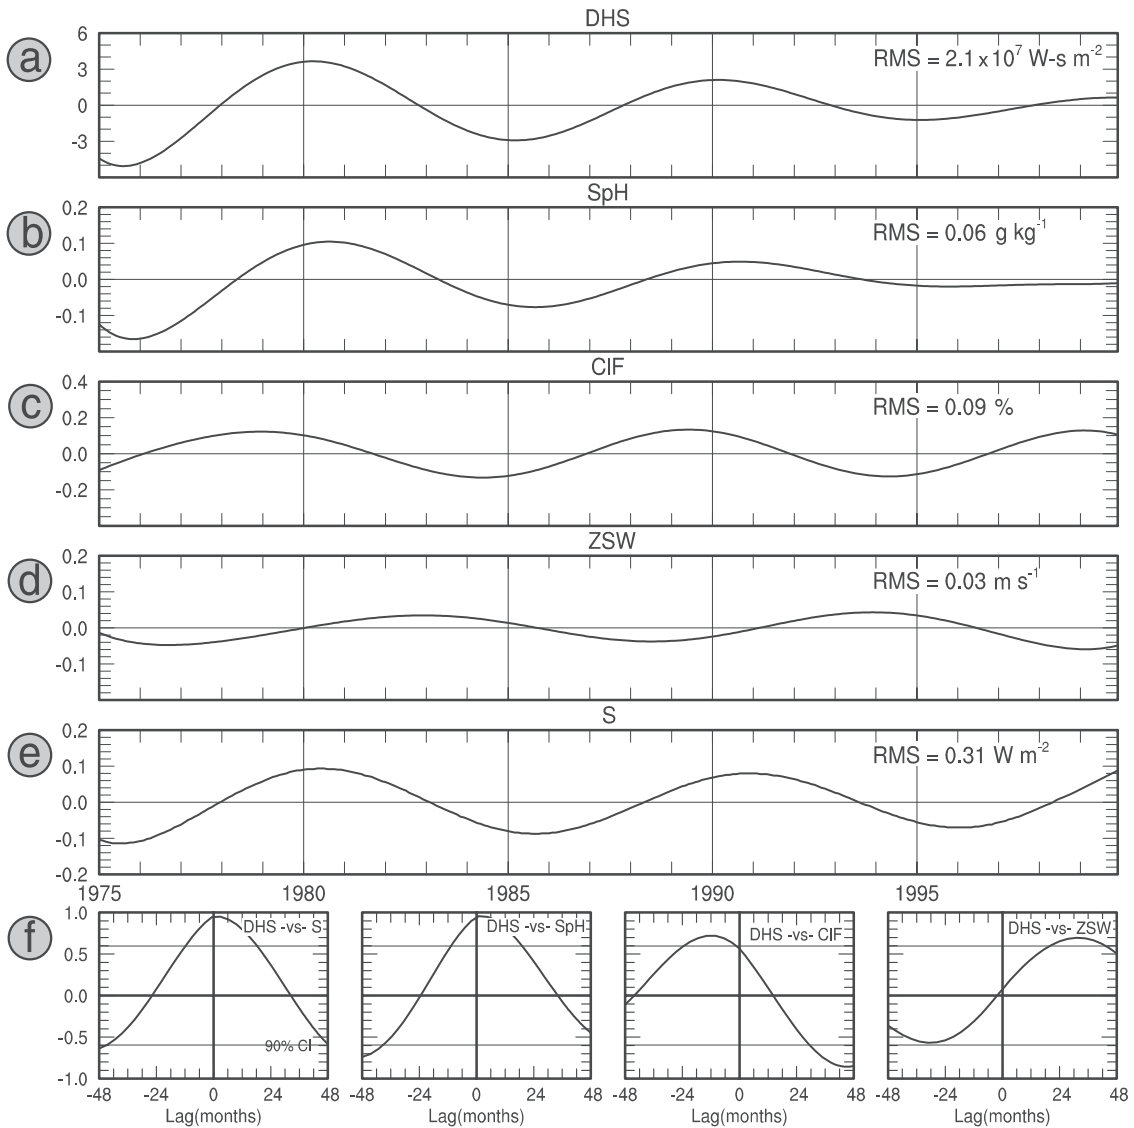 DHS
a
6
3
0
-3
RMS = 2.1 x 10⁷ W-s m⁻²
SpH
b
0.2
0.1
0.0
-0.1
RMS = 0.06 g kg⁻¹
CIF
c
0.4
0.2
0.0
-0.2
RMS = 0.09 %
ZSW
d
0.2
0.1
0.0
-0.1
RMS = 0.03 m s⁻¹
S
e
0.2
0.1
0.0
-0.1
-0.2
RMS = 0.31 W m⁻²
1975 1980 1985 1990 1995
f
1.0
0.5
0.0
-0.5
-1.0
DHS -vs- S
90% CI
DHS -vs- SpH
DHS -vs- CIF
DHS -vs- ZSW
-48 -24 0 24 48 -48 -24 0 24 48 -48 -24 0 24 48 -48 -24 0 24 48
Lag(months) Lag(months) Lag(months) Lag(months)